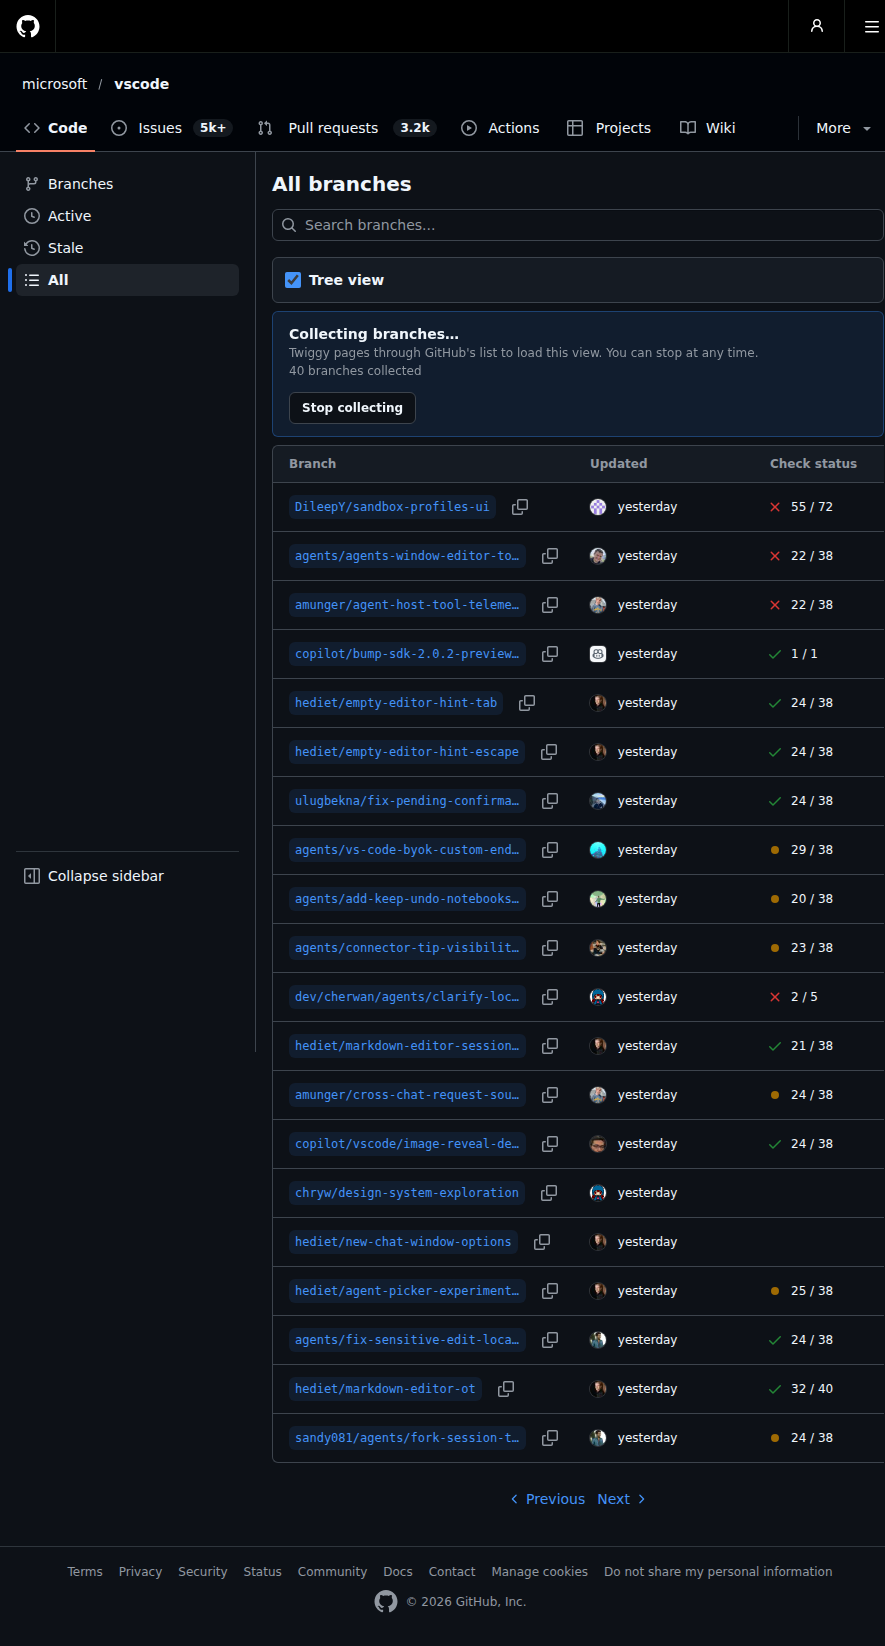 microsoft / vscode
Code Issues 5k+ Pull requests 3.2k Actions Projects Wiki More
Branches
Active
Stale
All
Collapse sidebar
All branches
Search branches...
Tree view
Collecting branches…
Twiggy pages through GitHub's list to load this view. You can stop at any time.
40 branches collected
Stop collecting
Branch Updated Check status
DileepY/sandbox-profiles-ui yesterday 55 / 72
agents/agents-window-editor-to… yesterday 22 / 38
amunger/agent-host-tool-teleme… yesterday 22 / 38
copilot/bump-sdk-2.0.2-preview… yesterday 1 / 1
hediet/empty-editor-hint-tab yesterday 24 / 38
hediet/empty-editor-hint-escape yesterday 24 / 38
ulugbekna/fix-pending-confirma… yesterday 24 / 38
agents/vs-code-byok-custom-end… yesterday 29 / 38
agents/add-keep-undo-notebooks… yesterday 20 / 38
agents/connector-tip-visibilit… yesterday 23 / 38
dev/cherwan/agents/clarify-loc… yesterday 2 / 5
hediet/markdown-editor-session… yesterday 21 / 38
amunger/cross-chat-request-sou… yesterday 24 / 38
copilot/vscode/image-reveal-de… yesterday 24 / 38
chryw/design-system-exploration yesterday
hediet/new-chat-window-options yesterday
hediet/agent-picker-experiment… yesterday 25 / 38
agents/fix-sensitive-edit-loca… yesterday 24 / 38
hediet/markdown-editor-ot yesterday 32 / 40
sandy081/agents/fork-session-t… yesterday 24 / 38
Previous Next
Terms Privacy Security Status Community Docs Contact Manage cookies Do not share my personal information
© 2026 GitHub, Inc.